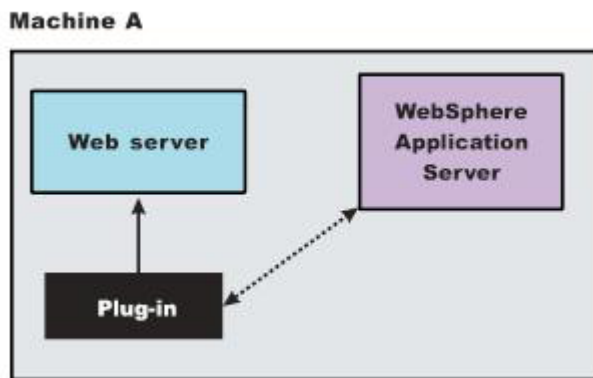 Machine A
Web server
WebSphere
Application
Server
Plug-in